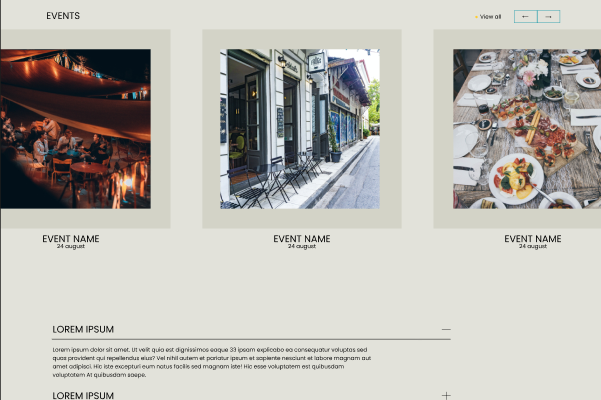 EVENTS
View all
← →
EVENT NAME
24 august
EVENT NAME
24 august
EVENT NAME
24 august
LOREM IPSUM
Lorem ipsum dolor sit amet. Ut velit quia est dignissimos eaque 33 ipsam explicabo ea consequatur voluptas sed
quas provident qui repellendus eius? Vel nihil autem et pariatur ipsum et sapiente nesciunt et labore magnam aut
amet adipisci. Hic iste excepturi eum natus facilis sed magnam iste! Hic esse voluptatem est quibusdam
voluptatem At quibusdam saepe.
LOREM IPSUM